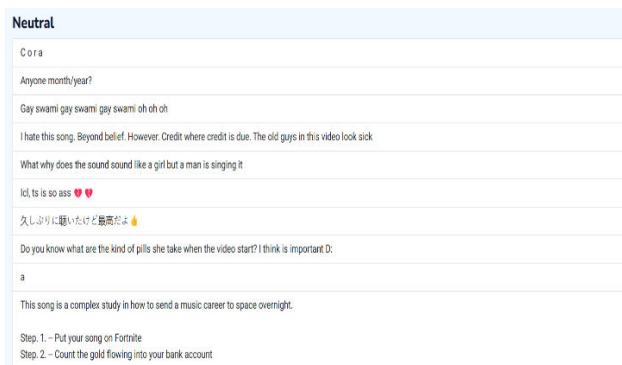 Neutral
C o r a
Anyone month/year?
Gay swami gay swami gay swami oh oh oh
I hate this song. Beyond belief. However. Credit where credit is due. The old guys in this video look sick
What why does the sound sound like a girl but a man is singing it
Icl, ts is so ass 💔 💔
久しぶりに聴いたけど最高だよ👍
Do you know what are the kind of pills she take when the video start? I think is important D:
a
This song is a complex study in how to send a music career to space overnight.
Step. 1. – Put your song on Fortnite
Step. 2. – Count the gold flowing into your bank account